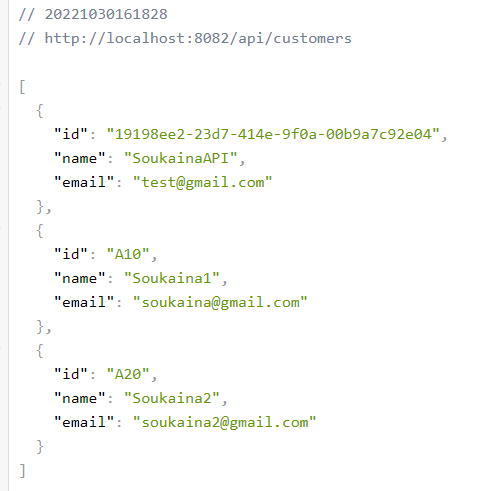 // 20221030161828
// http://localhost:8082/api/customers
[
  {
    "id": "19198ee2-23d7-414e-9f0a-00b9a7c92e04",
    "name": "SoukainaAPI",
    "email": "test@gmail.com"
  },
  {
    "id": "A10",
    "name": "Soukaina1",
    "email": "soukaina@gmail.com"
  },
  {
    "id": "A20",
    "name": "Soukaina2",
    "email": "soukaina2@gmail.com"
  }
]